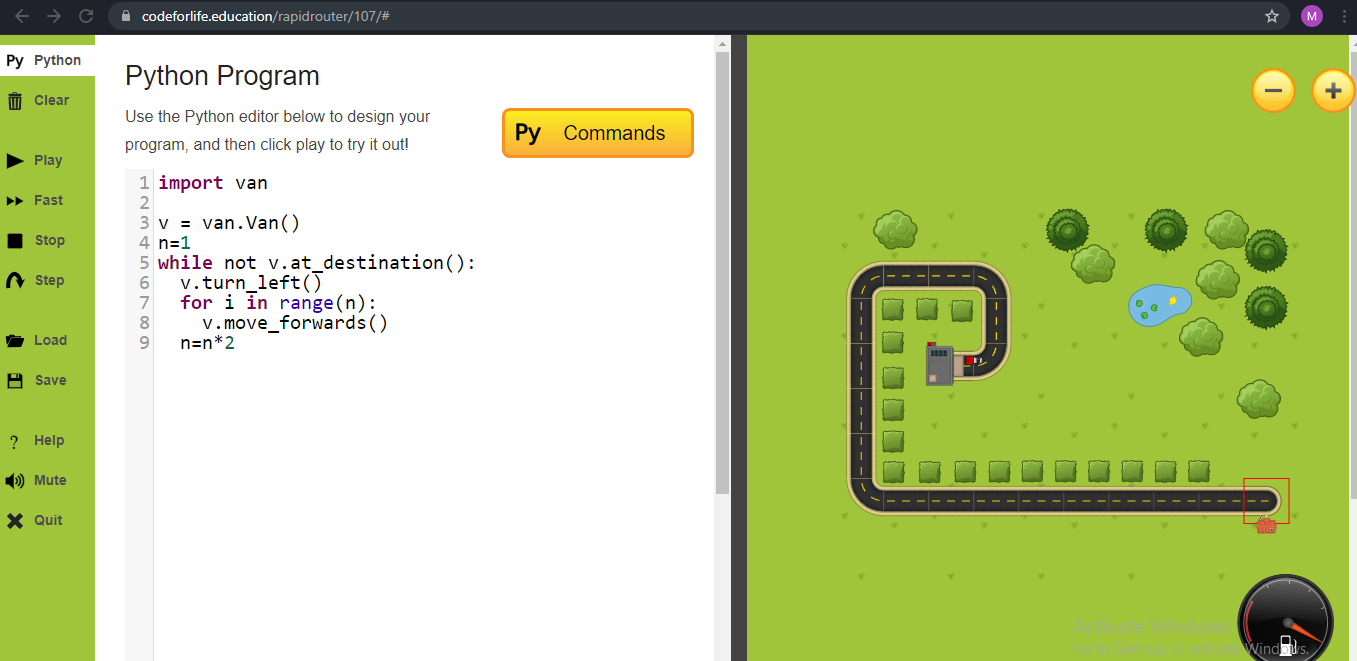 codeforlife.education/rapidrouter/107/#
M
Py Python
Clear
Play
Fast
Stop
Step
Load
Save
? Help
Mute
Quit
Python Program
Use the Python editor below to design your
program, and then click play to try it out!
Py Commands
1 import van
2
3 v = van.Van()
4 n=1
5 while not v.at_destination():
6 v.turn_left()
7 for i in range(n):
8 v.move_forwards()
9 n=n*2
Activate Windows
Go to Settings to activate Windows.